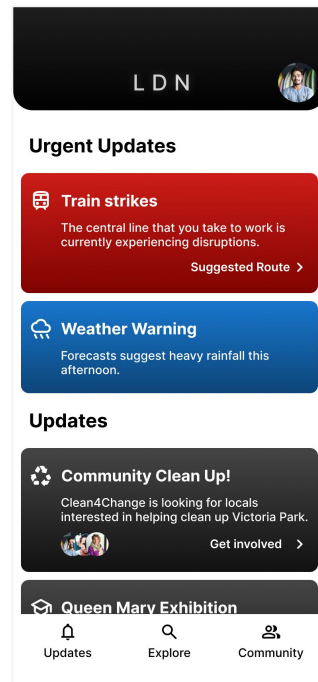 LDN
Urgent Updates
Train strikes
The central line that you take to work is
currently experiencing disruptions.
Suggested Route
Weather Warning
Forecasts suggest heavy rainfall this
afternoon.
Updates
Community Clean Up!
Clean4Change is looking for locals
interested in helping clean up Victoria Park.
Get involved
Queen Mary Exhibition
Updates
Explore
Community